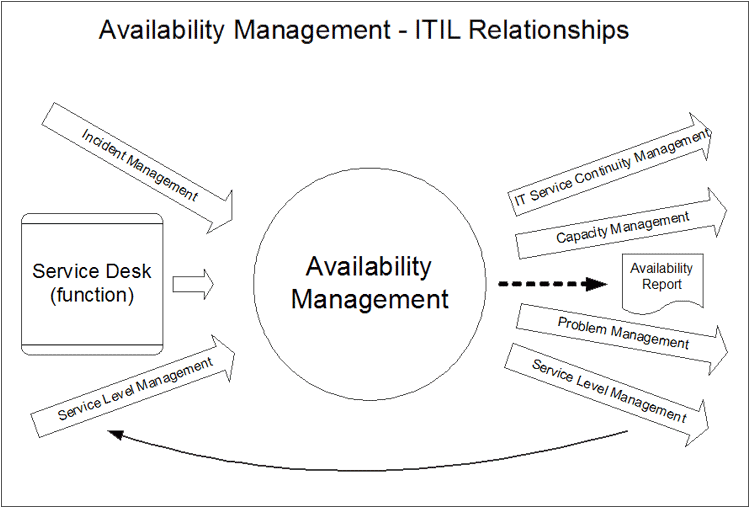 Availability Management - ITIL Relationships
Incident Management
Service Desk
(function)
Service Level Management
Availability
Management
IT Service Continuity Management
Capacity Management
Availability
Report
Problem Management
Service Level Management